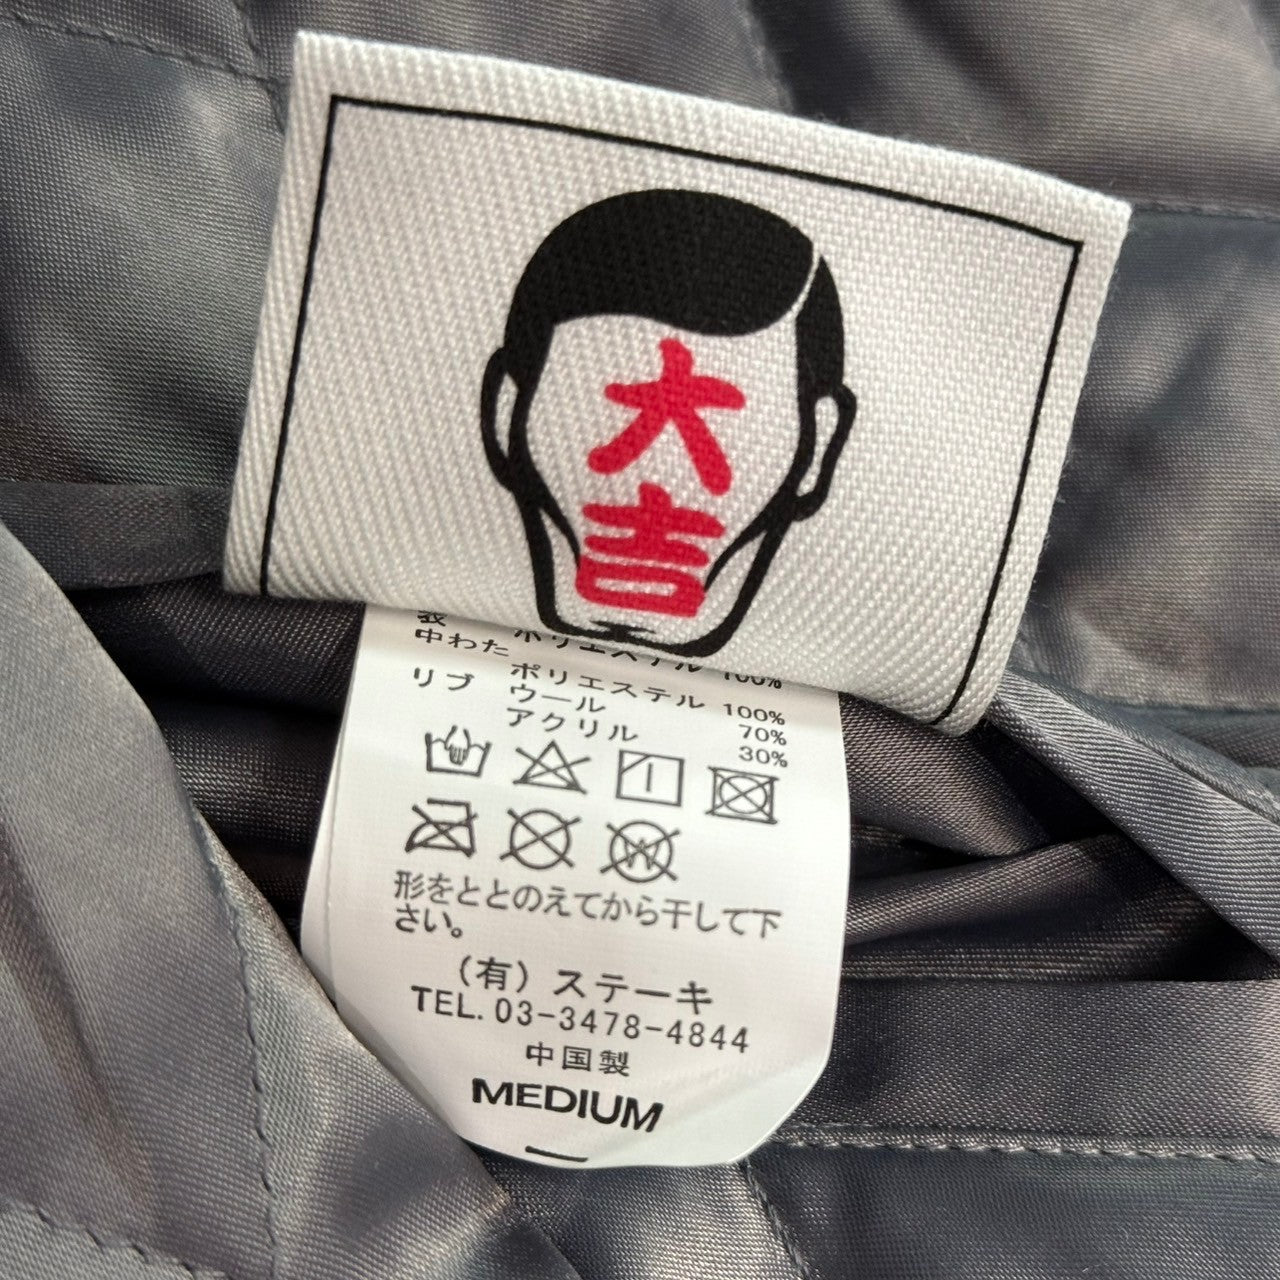 大
吉
表 ポリエステル 100%
中わた ポリエステル 100%
リブ ウール 70%
アクリル 30%
W
形をととのえてから干して下
さい。
(有)ステーキ
TEL. 03-3478-4844
中国製
MEDIUM